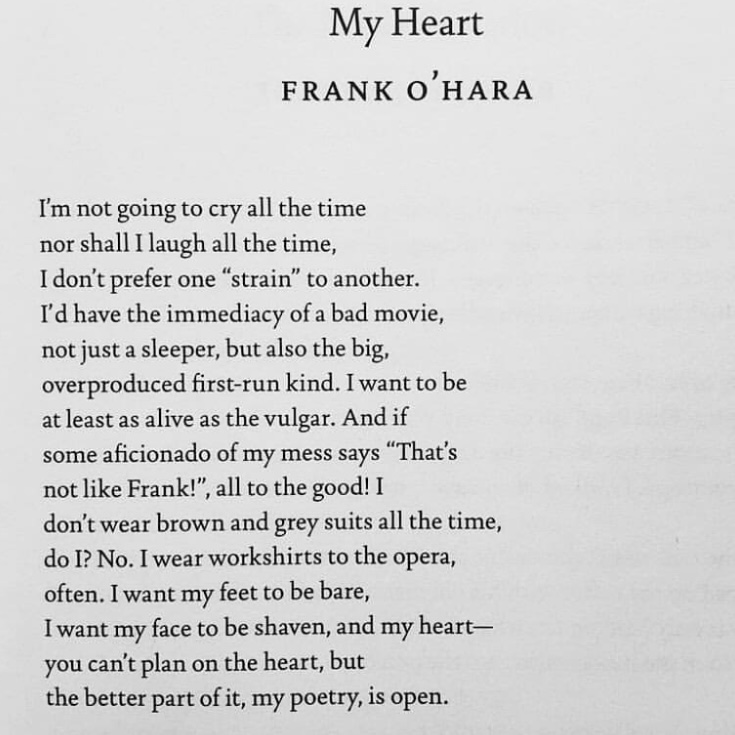 My Heart
FRANK O’HARA
I’m not going to cry all the time
nor shall I laugh all the time,
I don’t prefer one “strain” to another.
I’d have the immediacy of a bad movie,
not just a sleeper, but also the big,
overproduced first-run kind. I want to be
at least as alive as the vulgar. And if
some aficionado of my mess says “That’s
not like Frank!”, all to the good! I
don’t wear brown and grey suits all the time,
do I? No. I wear workshirts to the opera,
often. I want my feet to be bare,
I want my face to be shaven, and my heart—
you can’t plan on the heart, but
the better part of it, my poetry, is open.